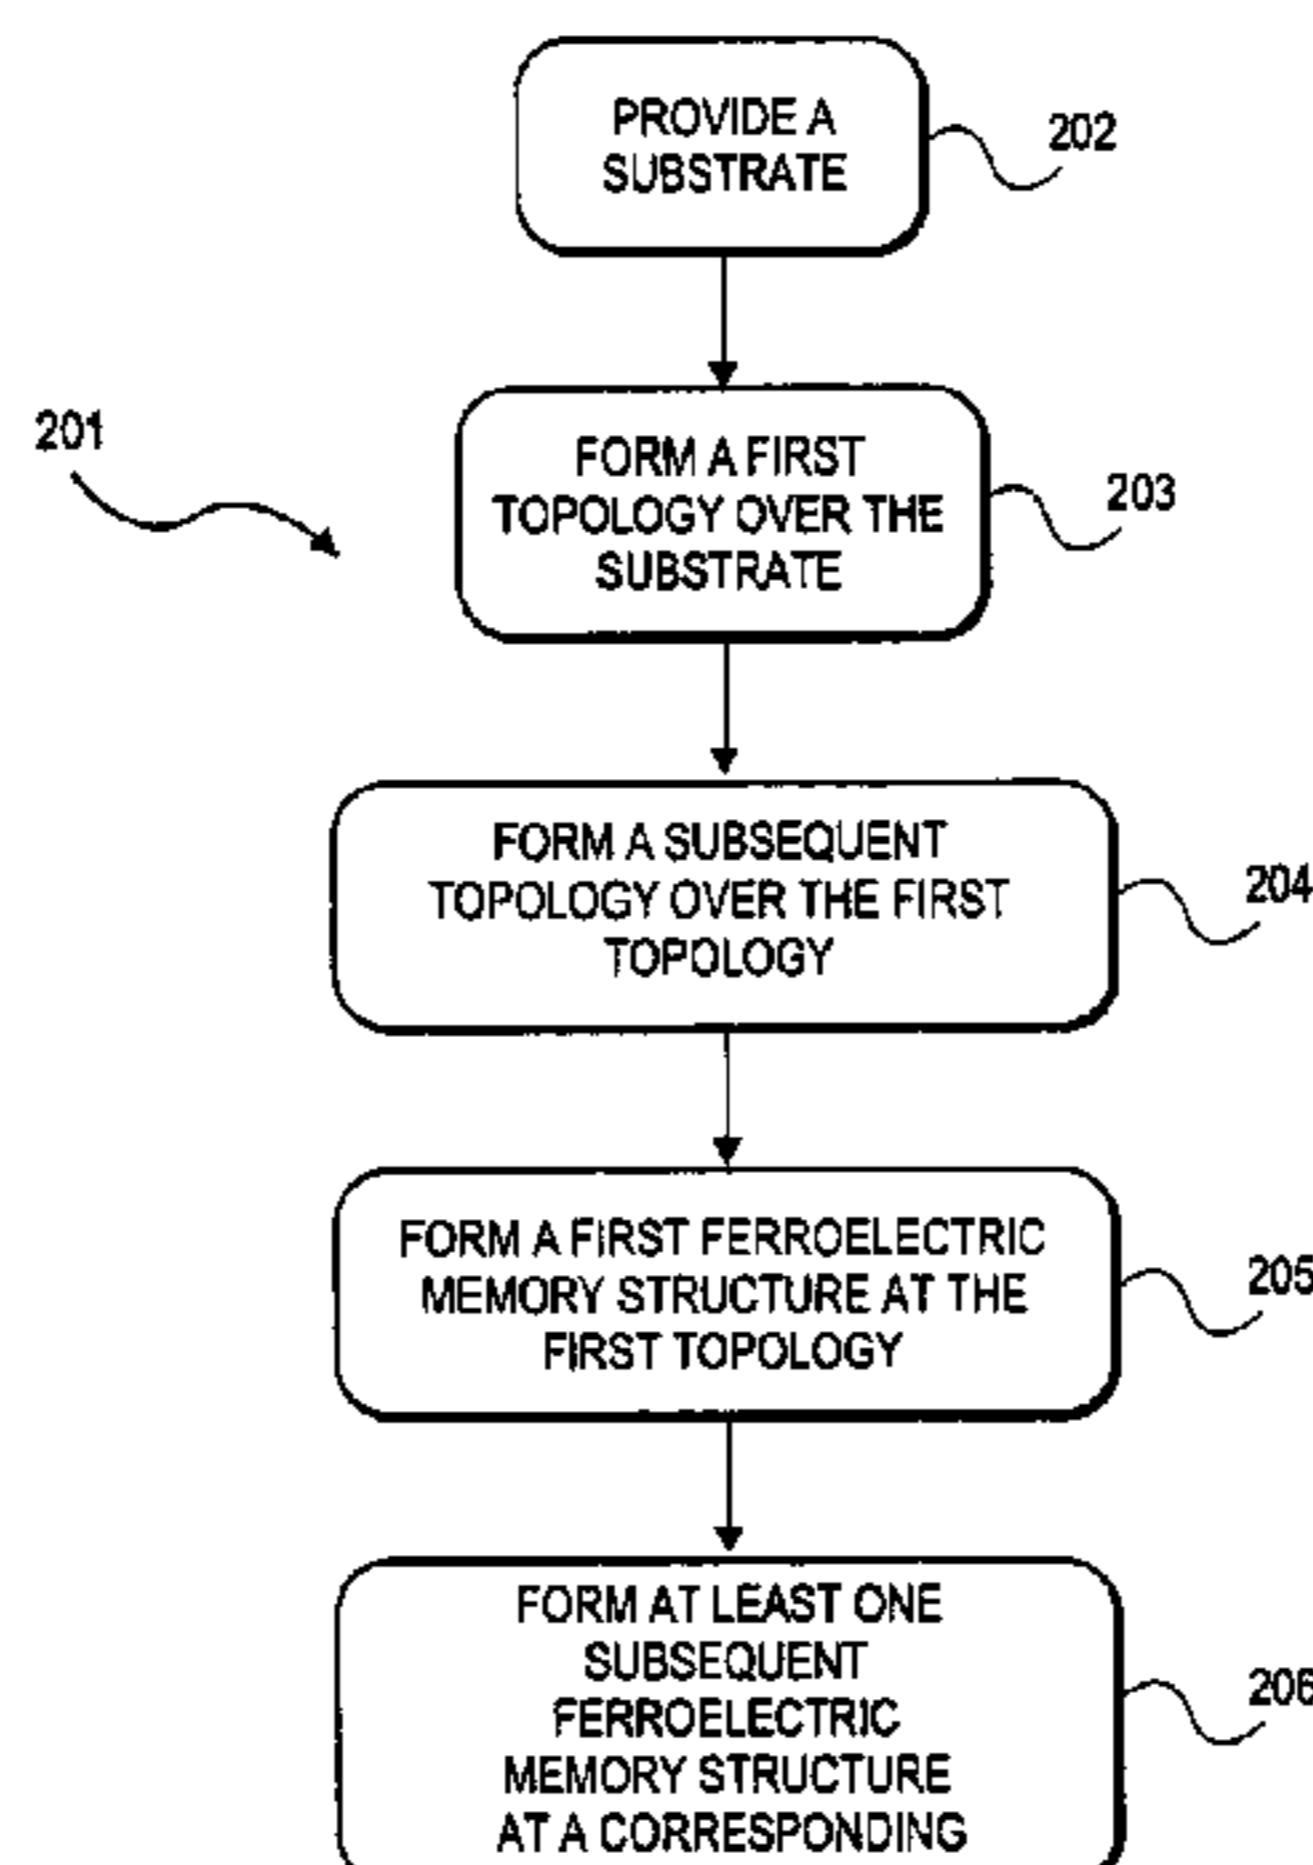 PROVIDE A
SUBSTRATE
202
201
FORM A FIRST
TOPOLOGY OVER THE
SUBSTRATE
203
FORM A SUBSEQUENT
TOPOLOGY OVER THE FIRST
TOPOLOGY
204
FORM A FIRST FERROELECTRIC
MEMORY STRUCTURE AT THE
FIRST TOPOLOGY
205
FORM AT LEAST ONE
SUBSEQUENT
FERROELECTRIC
MEMORY STRUCTURE
AT A CORRESPONDING
206